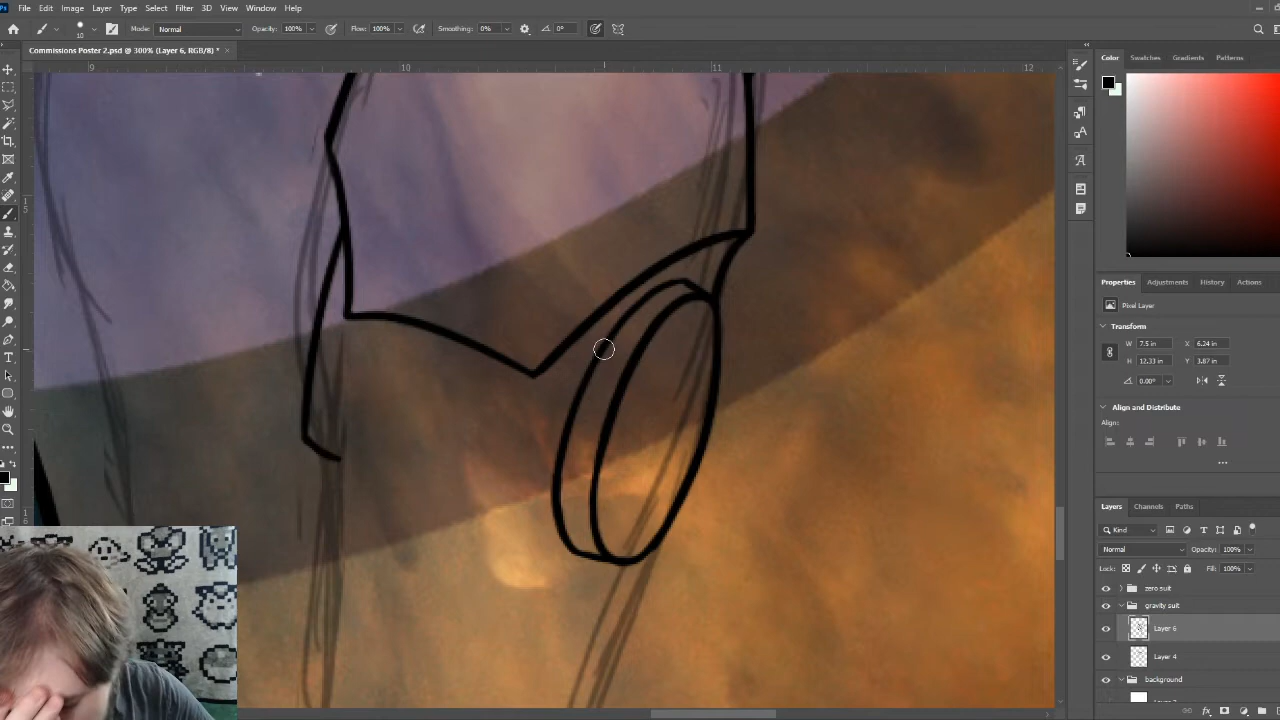 Ps File Edit Image Layer Type Select Filter 3D View Window Help
10 Mode: Normal Opacity: 100% Flow: 100% Smoothing: 0% 0°
Commissions Poster 2.psd @ 300% (Layer 6, RGB/8) * ×
9 10 11 12
Color Swatches Gradients Patterns
Properties Adjustments History Actions
Pixel Layer
Transform
W: 7.5 in X: 6.24 in
H: 12.33 in Y: 3.87 in
0.00°
Align and Distribute
Align:
Layers Channels Paths
Kind
Normal Opacity: 100%
Lock: Fill: 100%
zero suit
gravity suit
Layer 6
Layer 4
background